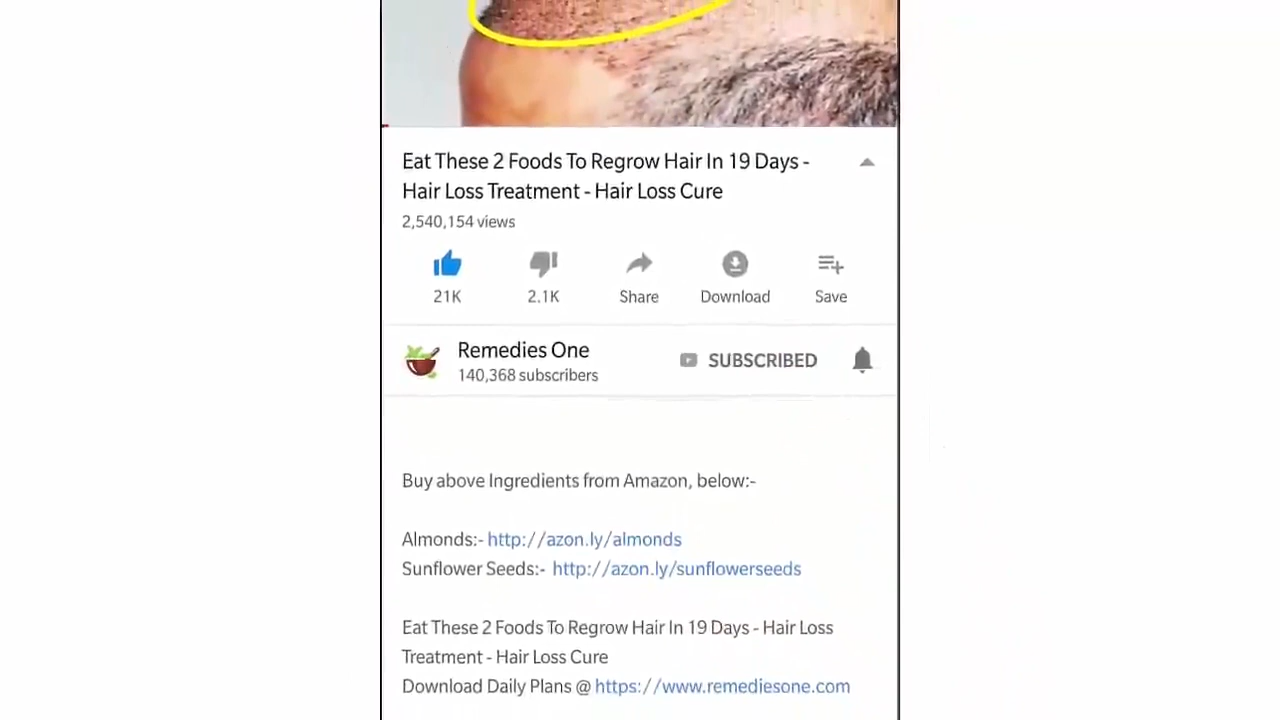 Eat These 2 Foods To Regrow Hair In 19 Days -
Hair Loss Treatment - Hair Loss Cure
2,540,154 views
21K
2.1K
Share
Download
Save
Remedies One
SUBSCRIBED
140,368 subscribers
Buy above Ingredients from Amazon, below:-
Almonds:- http://azon.ly/almonds
Sunflower Seeds:- http://azon.ly/sunflowerseeds
Eat These 2 Foods To Regrow Hair In 19 Days - Hair Loss
Treatment - Hair Loss Cure
Download Daily Plans @ https://www.remediesone.com